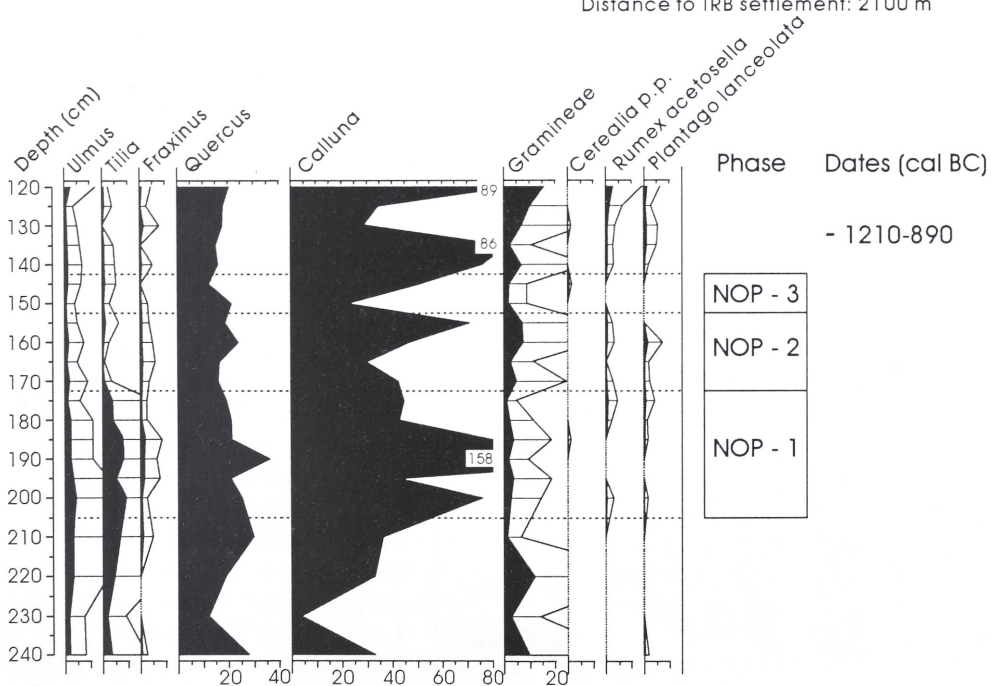 Distance to TRB settlement: 2100 m
Depth (cm)
Ulmus
Tilia
Fraxinus
Quercus
Calluna
Gramineae
Cerealia p.p.
Rumex acetosella
Plantago lanceolata
Phase
Dates (cal BC)
120
130
140
150
160
170
180
190
200
210
220
230
240
89
86
158
- 1210-890
NOP - 3
NOP - 2
NOP - 1
20
40
20
40
60
80
20